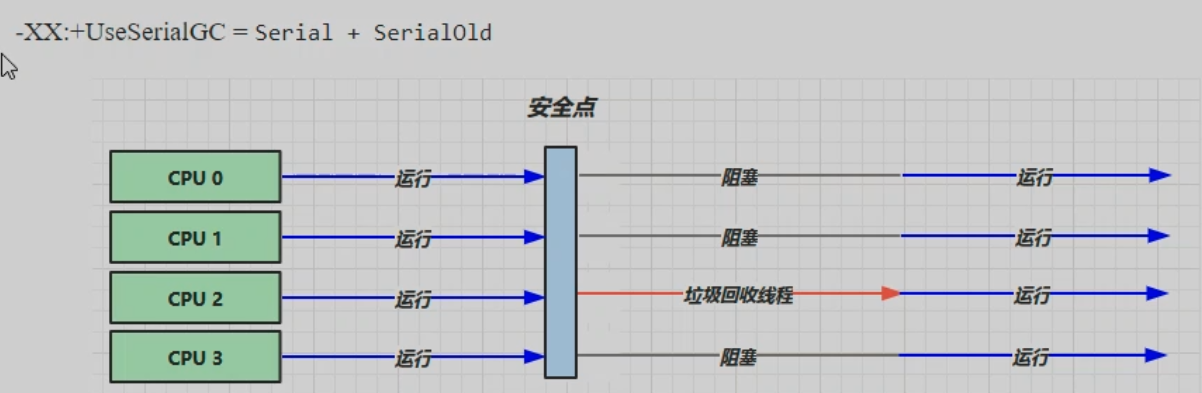 -XX:+UseSerialGC = Serial + SerialOld
安全点
CPU 0 运行 阻塞 运行
CPU 1 运行 阻塞 运行
CPU 2 运行 垃圾回收线程 运行
CPU 3 运行 阻塞 运行